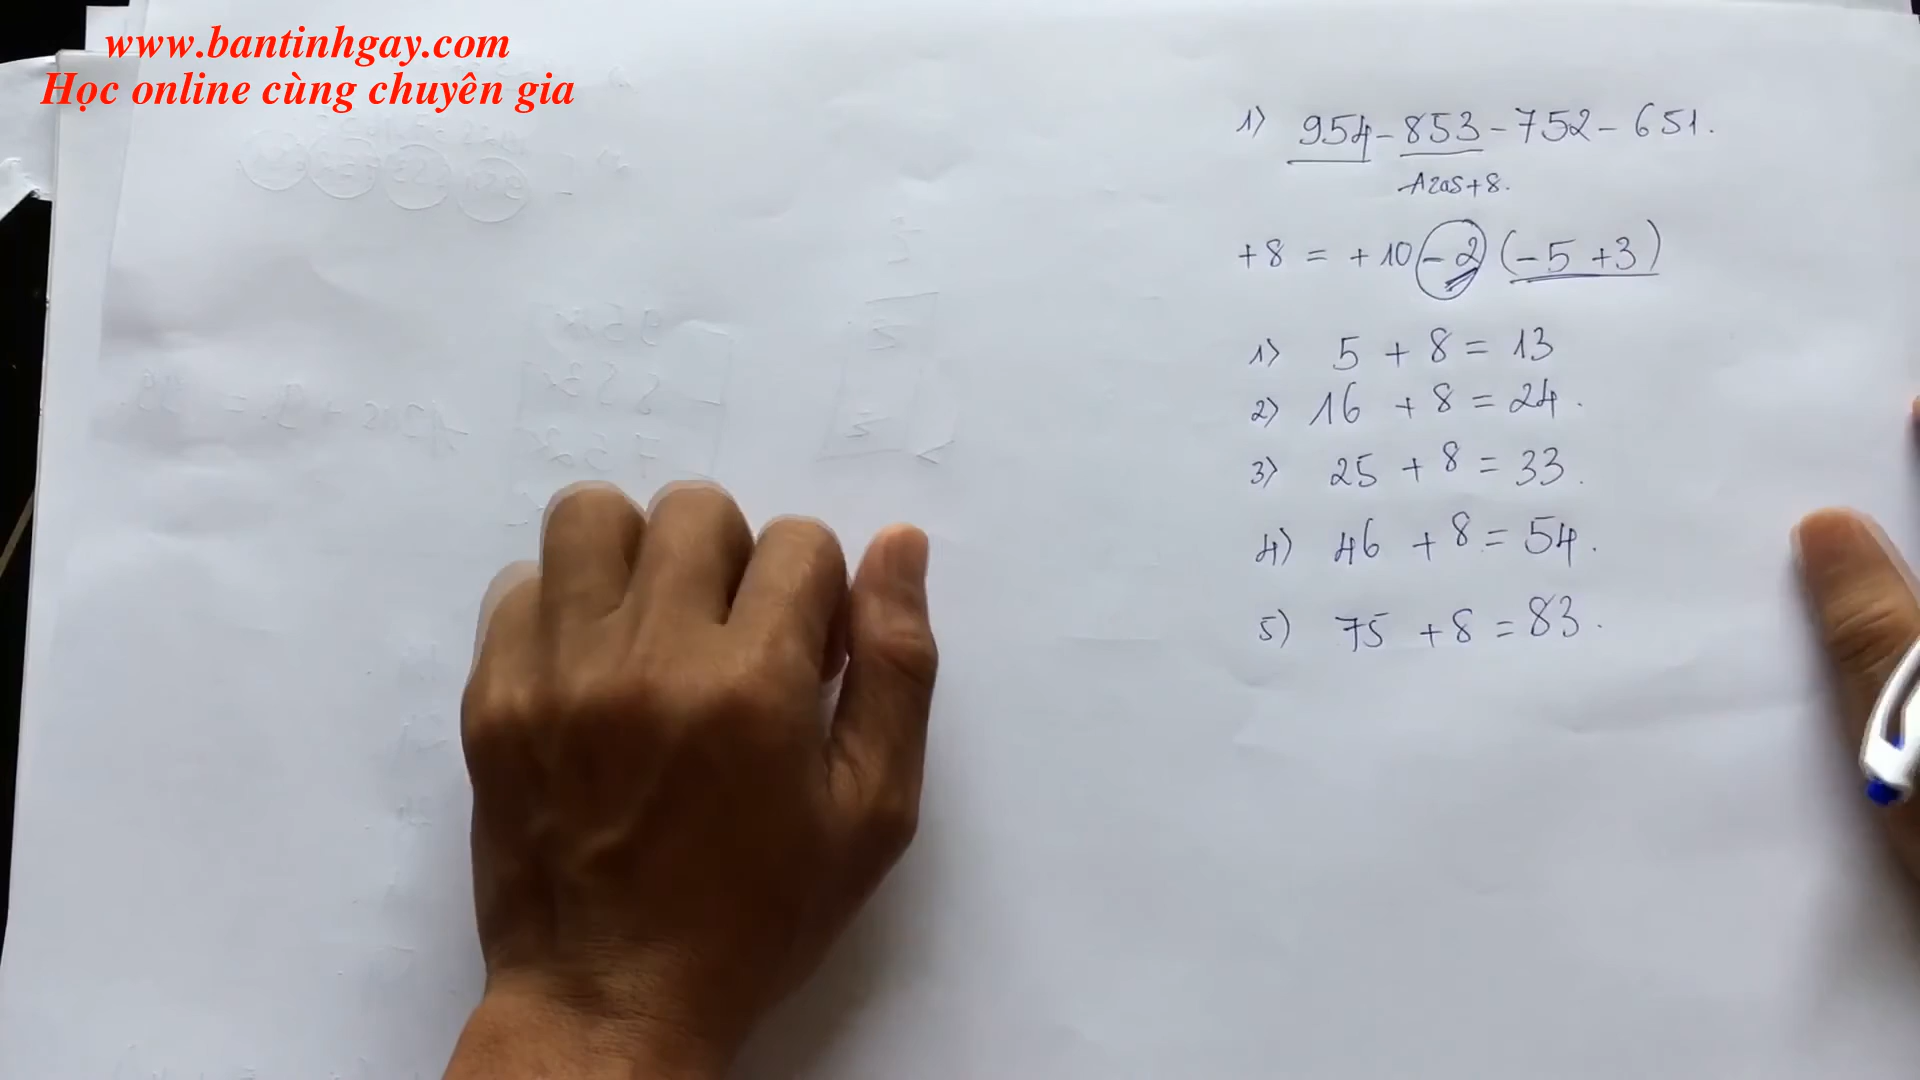 www.bantinhgay.com
Học online cùng chuyên gia
1) 954 - 853 - 752 - 651.
A205+8.
+8 = +10 -2 (-5 +3)
1) 5 + 8 = 13
2) 16 + 8 = 24.
3) 25 + 8 = 33.
4) 46 + 8 = 54.
5) 75 + 8 = 83.